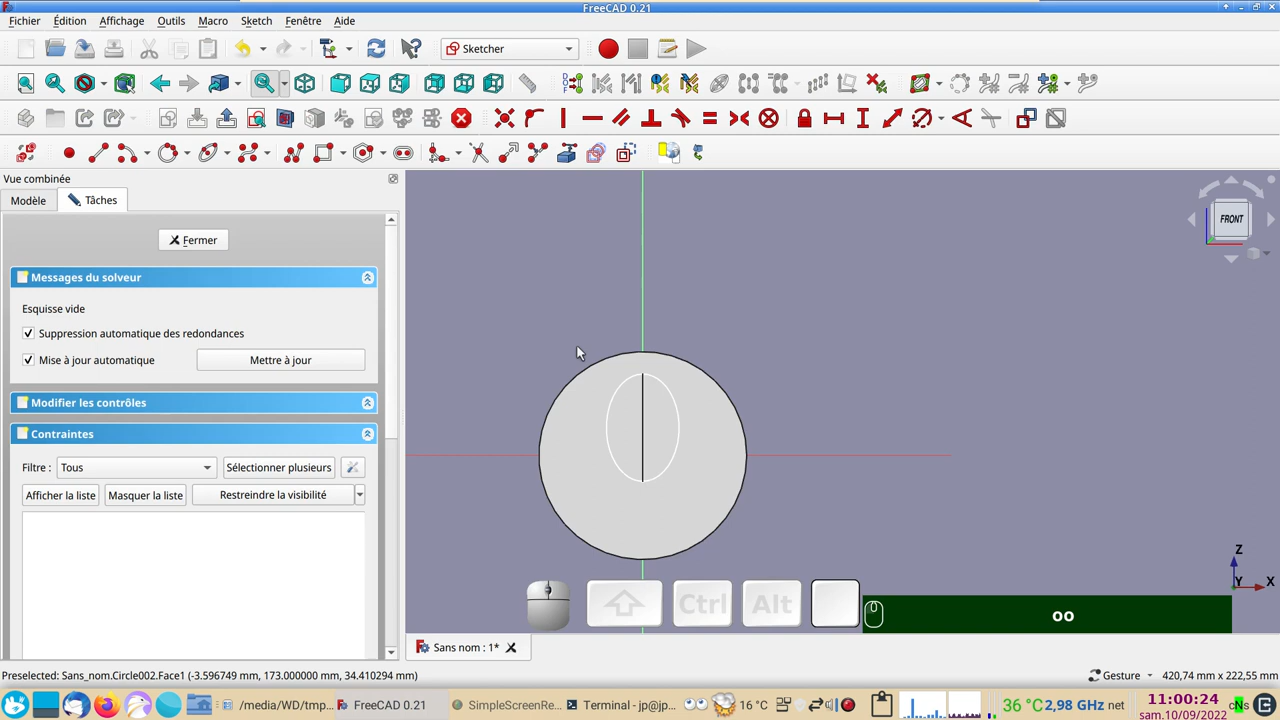 FreeCAD 0.21
Fichier Édition Affichage Outils Macro Sketch Fenêtre Aide
Sketcher
Vue combinée
Modèle Tâches
Fermer
Messages du solveur
Esquisse vide
Suppression automatique des redondances
Mise à jour automatique Mettre à jour
Modifier les contrôles
Contraintes
Filtre : Tous Sélectionner plusieurs
Afficher la liste Masquer la liste Restreindre la visibilité
FRONT
Z
Y X
Ctrl Alt
oo
Sans nom : 1*
Preselected: Sans_nom.Circle002.Face1 (-3.596749 mm, 173.000000 mm, 34.410294 mm) Gesture 420,74 mm x 222,55 mm
/media/WD/tmp... FreeCAD 0.21 SimpleScreenRe... Terminal - jp@jp... 16 °C 36 °C 2,98 GHz net 11:00:24 cNs
sam.10/09/2022